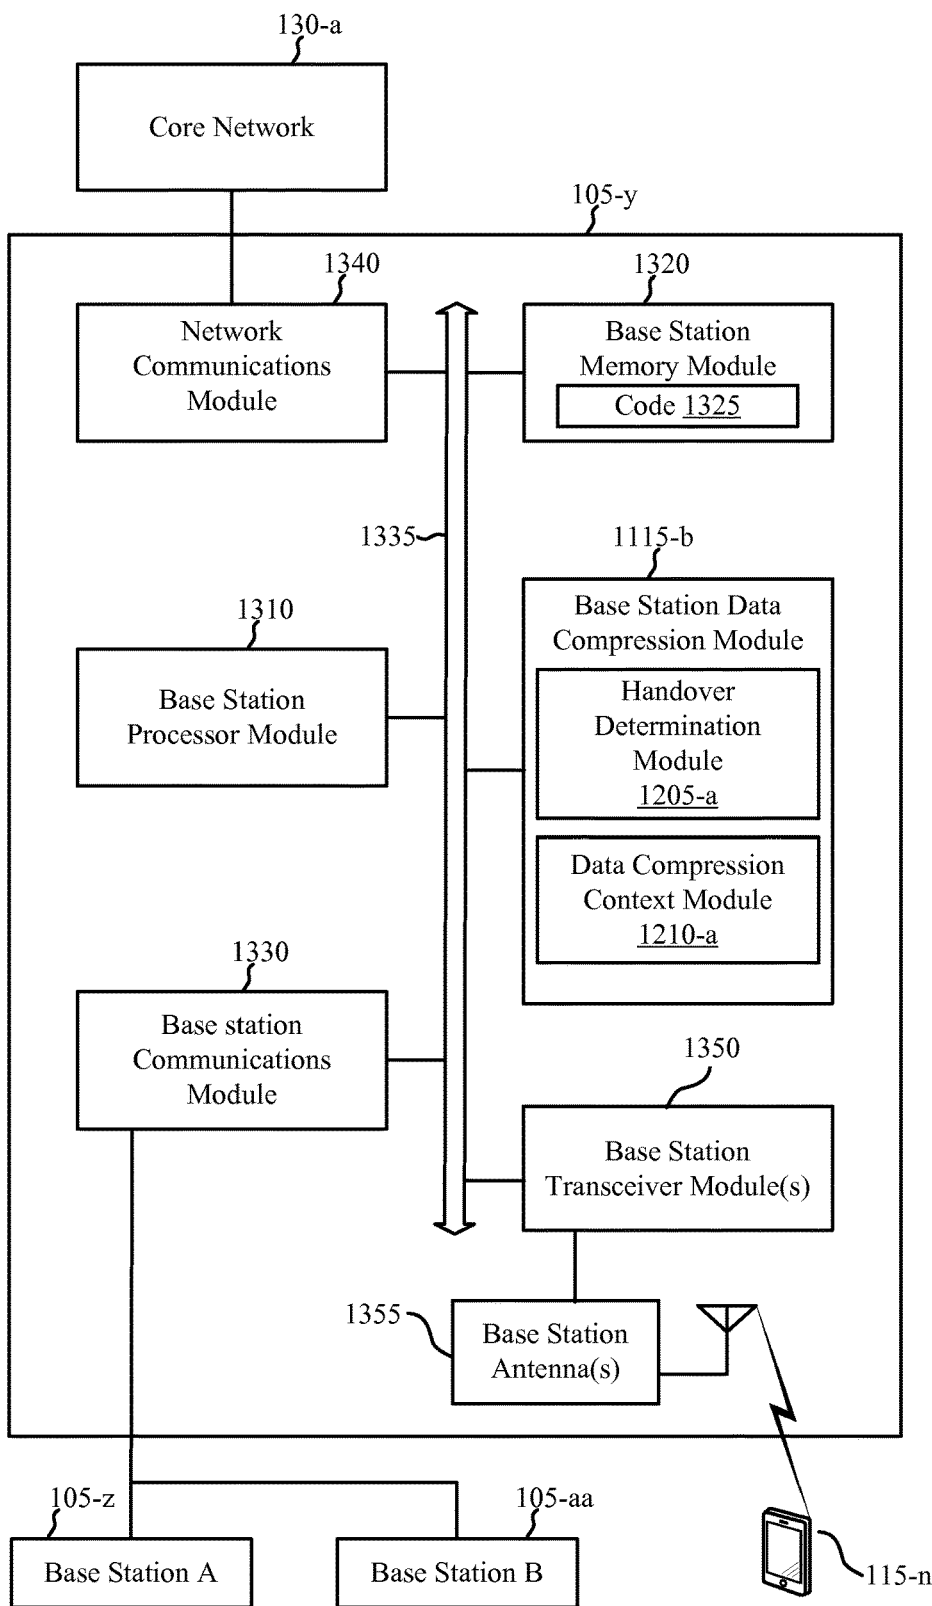 130-a
Core Network
105-y
1340
1320
Network
Communications
Module
Base Station
Memory Module
Code 1325
1335
1115-b
Base Station Data
Compression Module
1310
Base Station
Processor Module
Handover
Determination
Module
1205-a
Data Compression
Context Module
1210-a
1330
Base station
Communications
Module
1350
Base Station
Transceiver Module(s)
1355
Base Station
Antenna(s)
105-z
105-aa
Base Station A
Base Station B
115-n